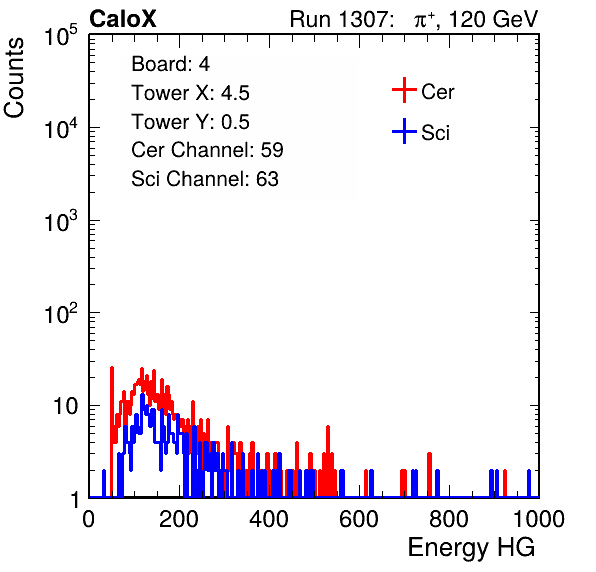 CaloX Run 1307: π⁺, 120 GeV
Counts
10⁵
10⁴
10³
10²
10
1
Board: 4
Tower X: 4.5
Tower Y: 0.5
Cer Channel: 59
Sci Channel: 63
Cer
Sci
0 200 400 600 800 1000
Energy HG